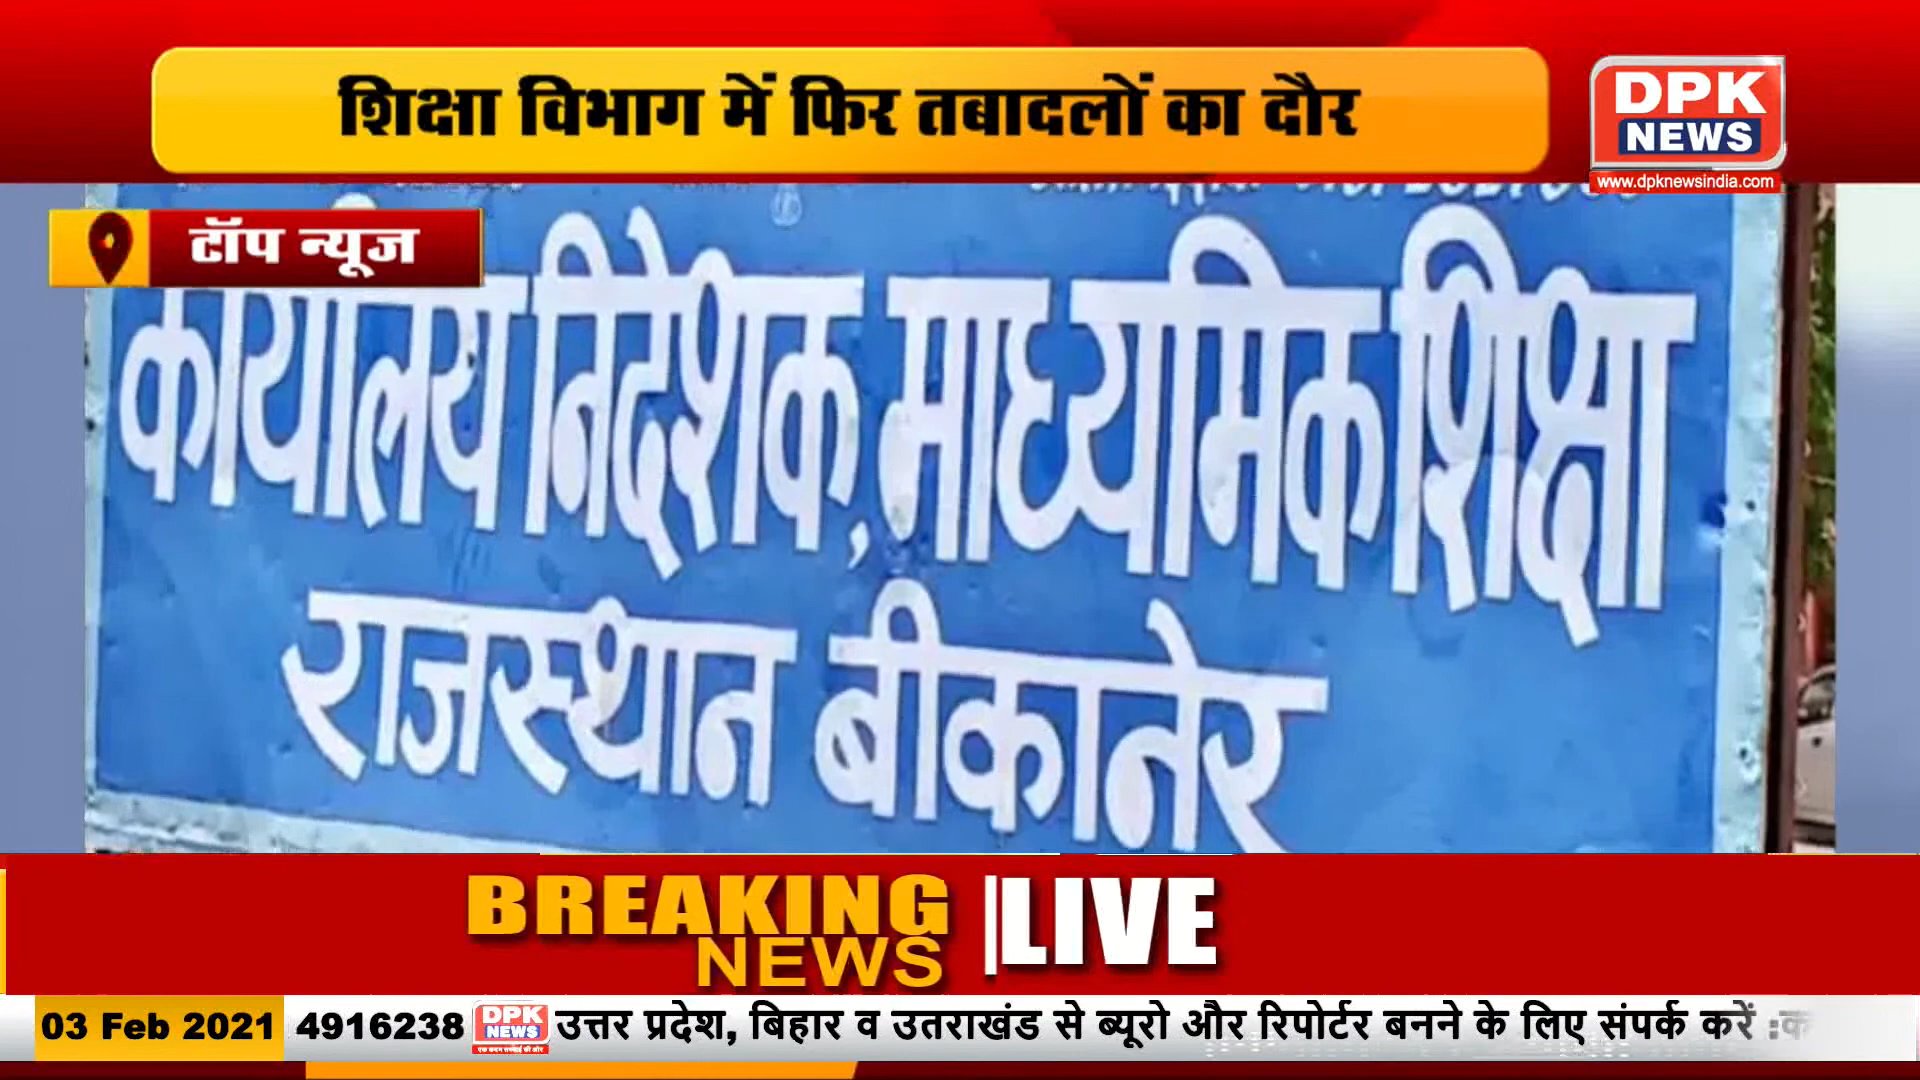 शिक्षा विभाग में फिर तबादलों का दौर
DPK
NEWS
www.dpknewsindia.com
टॉप न्यूज
कार्यालय निदेशक, माध्यमिक शिक्षा
राजस्थान बीकानेर
BREAKING
NEWS
|LIVE
03 Feb 2021
4916238
DPK
NEWS
उत्तर प्रदेश, बिहार व उतराखंड से ब्यूरो और रिपोर्टर बनने के लिए संपर्क करें :